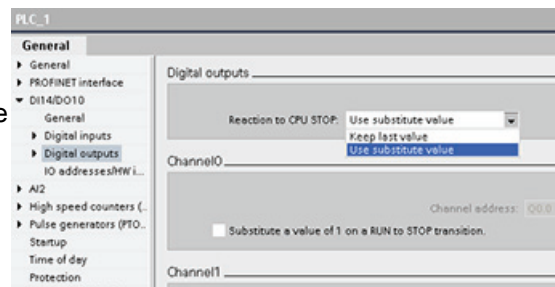 PLC_1
General
General
PROFINET interface
DI14/DO10
General
Digital inputs
Digital outputs
IO addresses/HW i...
AI2
High speed counters (..
Pulse generators (PTO..
Startup
Time of day
Protection
e
Digital outputs
Reaction to CPU STOP: Use substitute value
Keep last value
Use substitute value
Channel0
Channel address: Q0.0
Substitute a value of 1 on a RUN to STOP transition.
Channel1